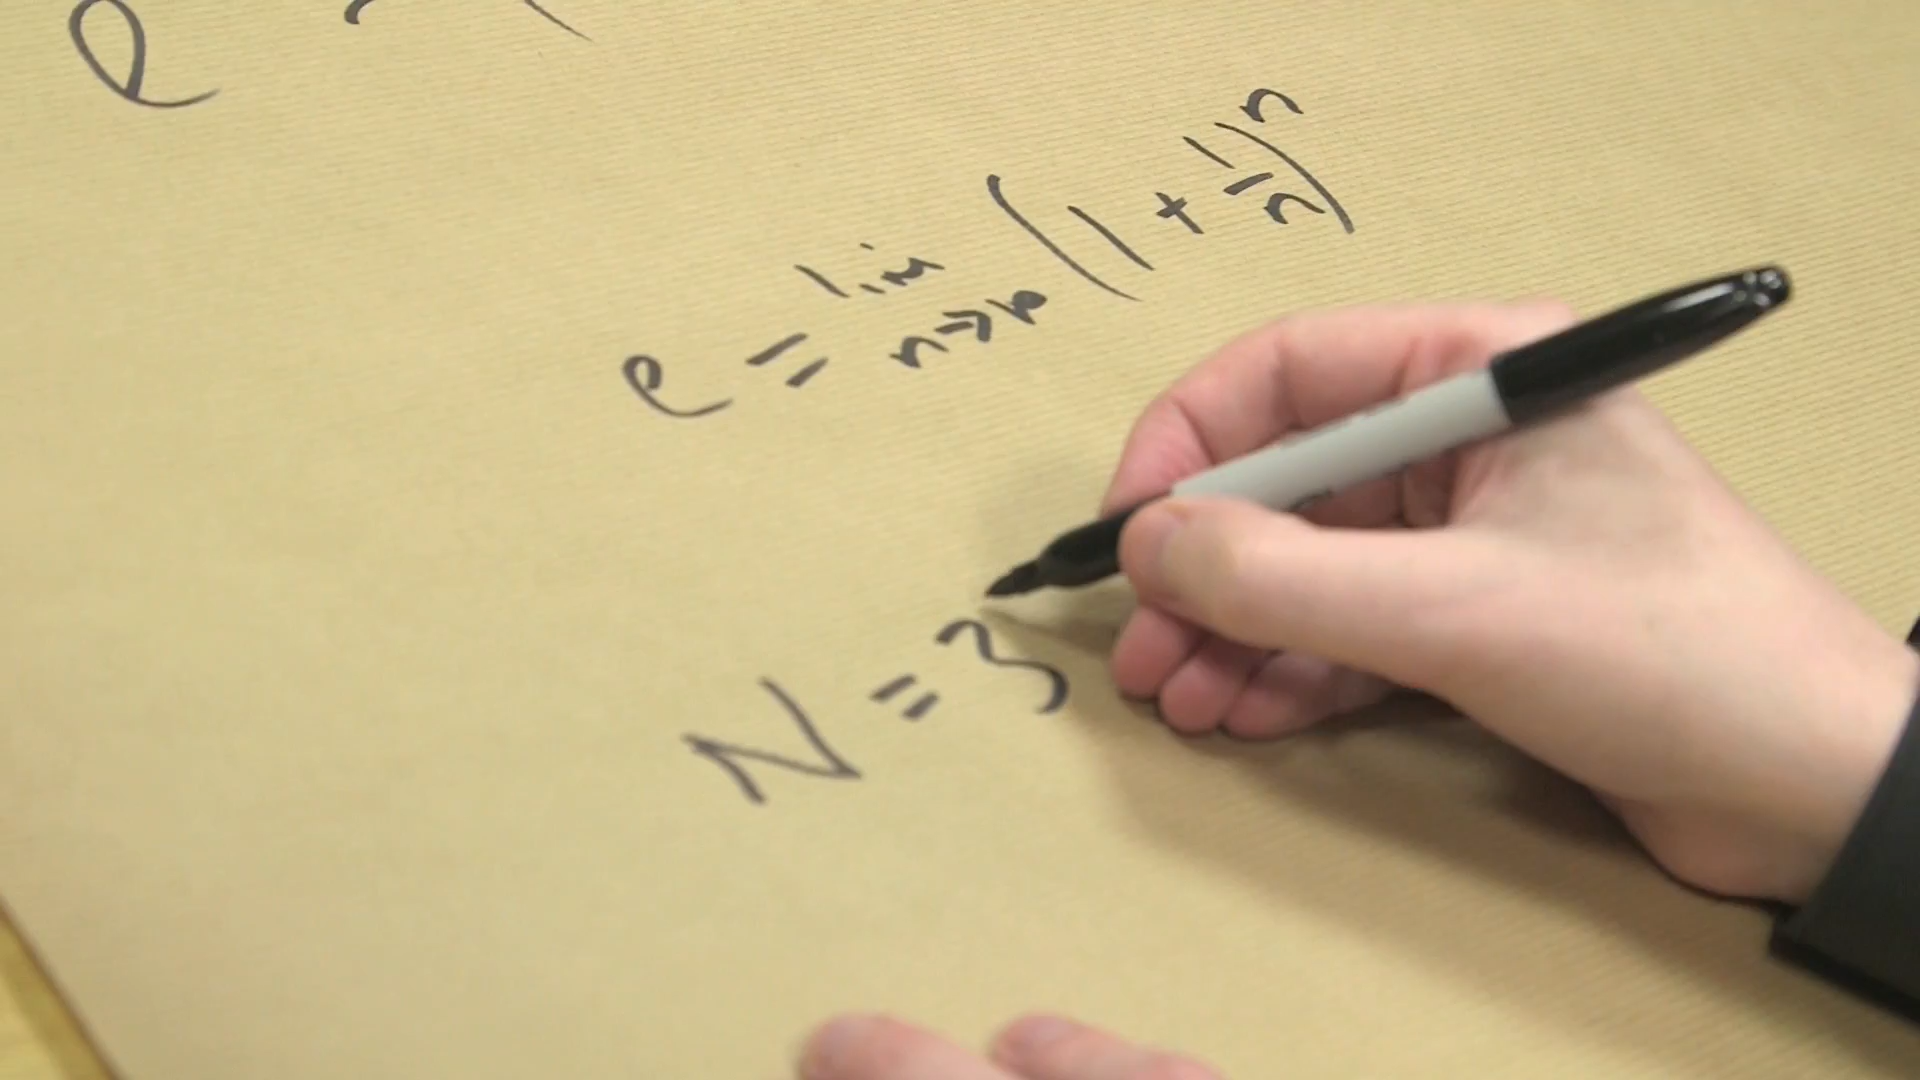 e
e = lim n→∞ (1 + 1/n)^n
N = 3